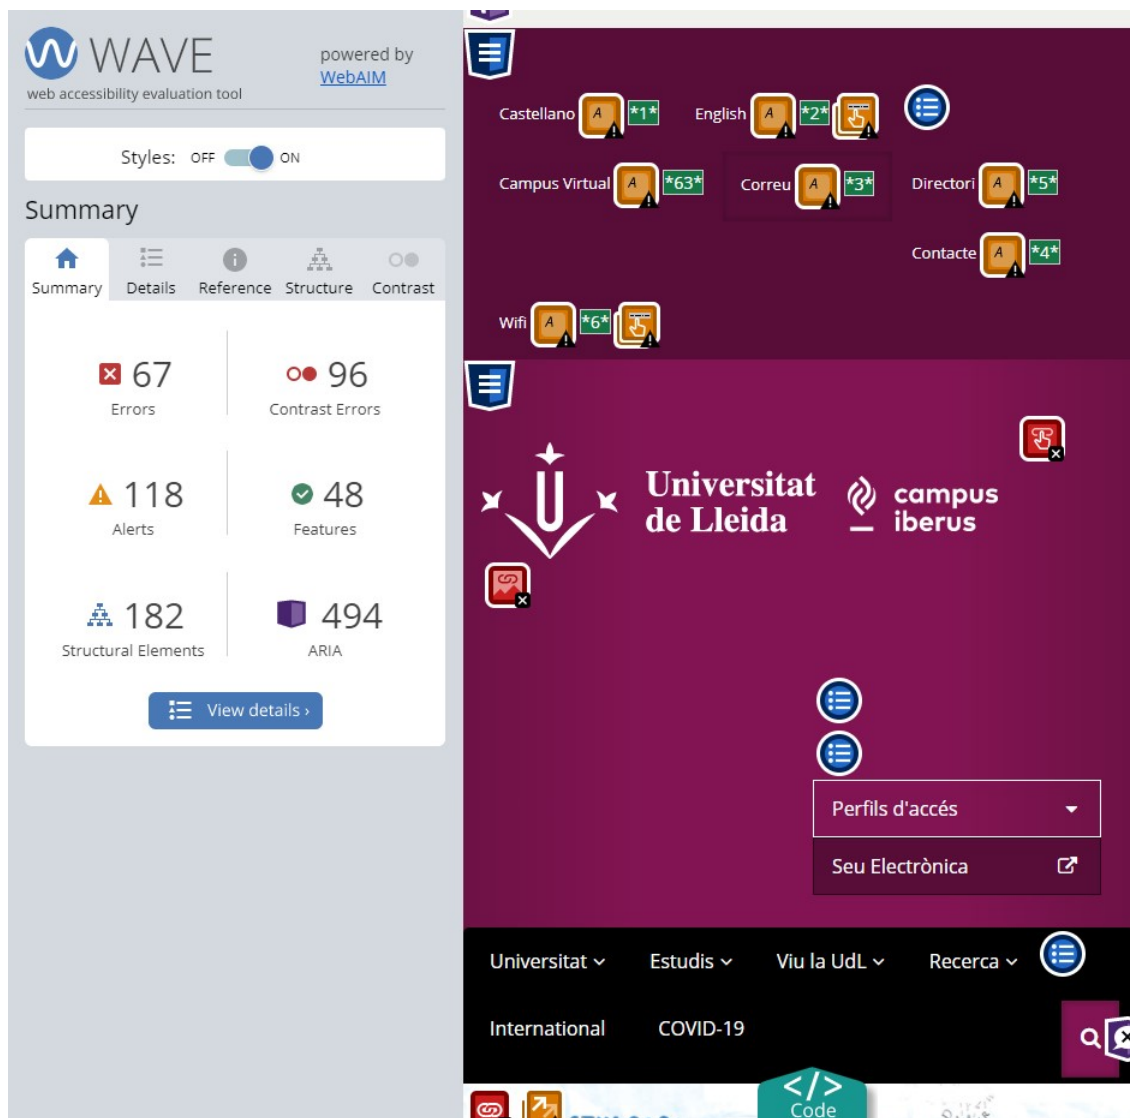 WAVE
powered by
WebAIM
web accessibility evaluation tool
Styles: OFF ON
Summary
Summary Details Reference Structure Contrast
67
Errors
96
Contrast Errors
118
Alerts
48
Features
182
Structural Elements
494
ARIA
View details ›
Castellano A *1* English A *2*
Campus Virtual A *63* Correu A *3* Directori A *5*
Contacte A *4*
Wifi A *6*
Universitat
de Lleida
campus
iberus
Perfils d'accés
Seu Electrònica
Universitat Estudis Viu la UdL Recerca
International COVID-19
</>
Code